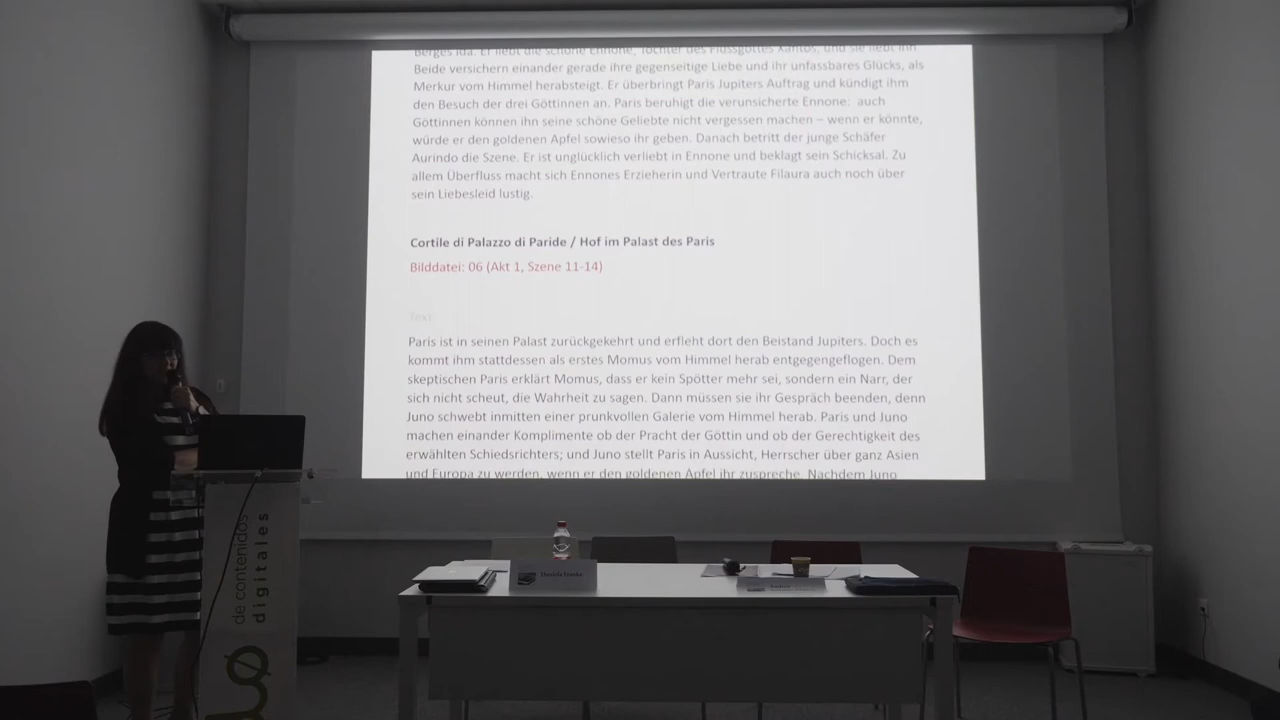 Berges Ida. Er liebt die schöne Ennone, Tochter des Flussgottes Xantos, und sie liebt ihn.
Beide versichern einander gerade ihre gegenseitige Liebe und ihr unfassbares Glücks, als
Merkur vom Himmel herabsteigt. Er überbringt Paris Jupiters Auftrag und kündigt ihm
den Besuch der drei Göttinnen an. Paris beruhigt die verunsicherte Ennone: auch
Göttinnen können ihn seine schöne Geliebte nicht vergessen machen – wenn er könnte,
würde er den goldenen Apfel sowieso ihr geben. Danach betritt der junge Schäfer
Aurindo die Szene. Er ist unglücklich verliebt in Ennone und beklagt sein Schicksal. Zu
allem Überfluss macht sich Ennones Erzieherin und Vertraute Filaura auch noch über
sein Liebesleid lustig.
Cortile di Palazzo di Paride / Hof im Palast des Paris
Bilddatei: 06 (Akt 1, Szene 11-14)
Text:
Paris ist in seinen Palast zurückgekehrt und erfleht dort den Beistand Jupiters. Doch es
kommt ihm stattdessen als erstes Momus vom Himmel herab entgegengeflogen. Dem
skeptischen Paris erklärt Momus, dass er kein Spötter mehr sei, sondern ein Narr, der
sich nicht scheut, die Wahrheit zu sagen. Dann müssen sie ihr Gespräch beenden, denn
Juno schwebt inmitten einer prunkvollen Galerie vom Himmel herab. Paris und Juno
machen einander Komplimente ob der Pracht der Göttin und ob der Gerechtigkeit des
erwählten Schiedsrichters; und Juno stellt Paris in Aussicht, Herrscher über ganz Asien
und Europa zu werden, wenn er den goldenen Apfel ihr zuspreche. Nachdem Juno
de contenidos
digitales